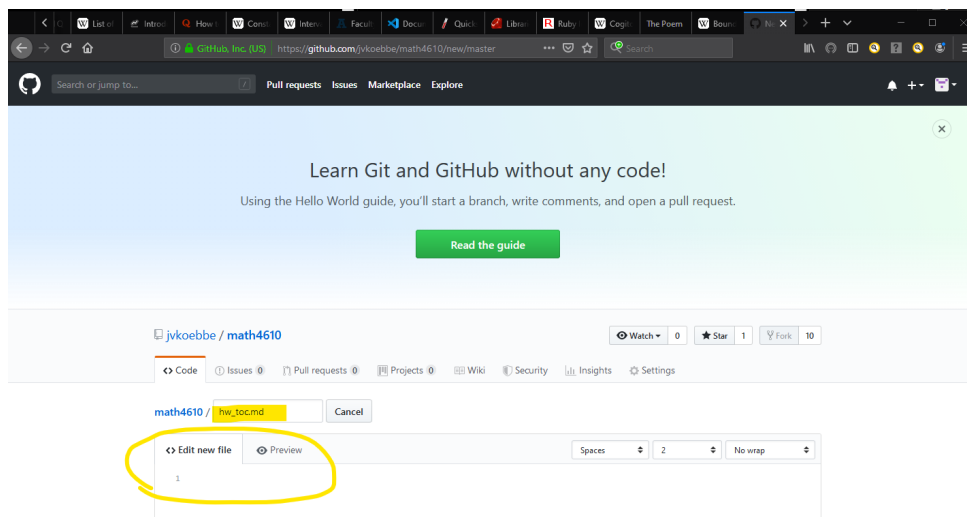 List of Introd How Const Interv Facult Docum Quick Librar Ruby Cogit The Poem Bound Ne
GitHub, Inc. (US) https://github.com/jvkoebbe/math4610/new/master Search
Search or jump to... / Pull requests Issues Marketplace Explore
Learn Git and GitHub without any code!
Using the Hello World guide, you’ll start a branch, write comments, and open a pull request.
Read the guide
jvkoebbe / math4610 Watch 0 Star 1 Fork 10
Code Issues 0 Pull requests 0 Projects 0 Wiki Security Insights Settings
math4610 / hw_toc.md Cancel
Edit new file Preview Spaces 2 No wrap
1